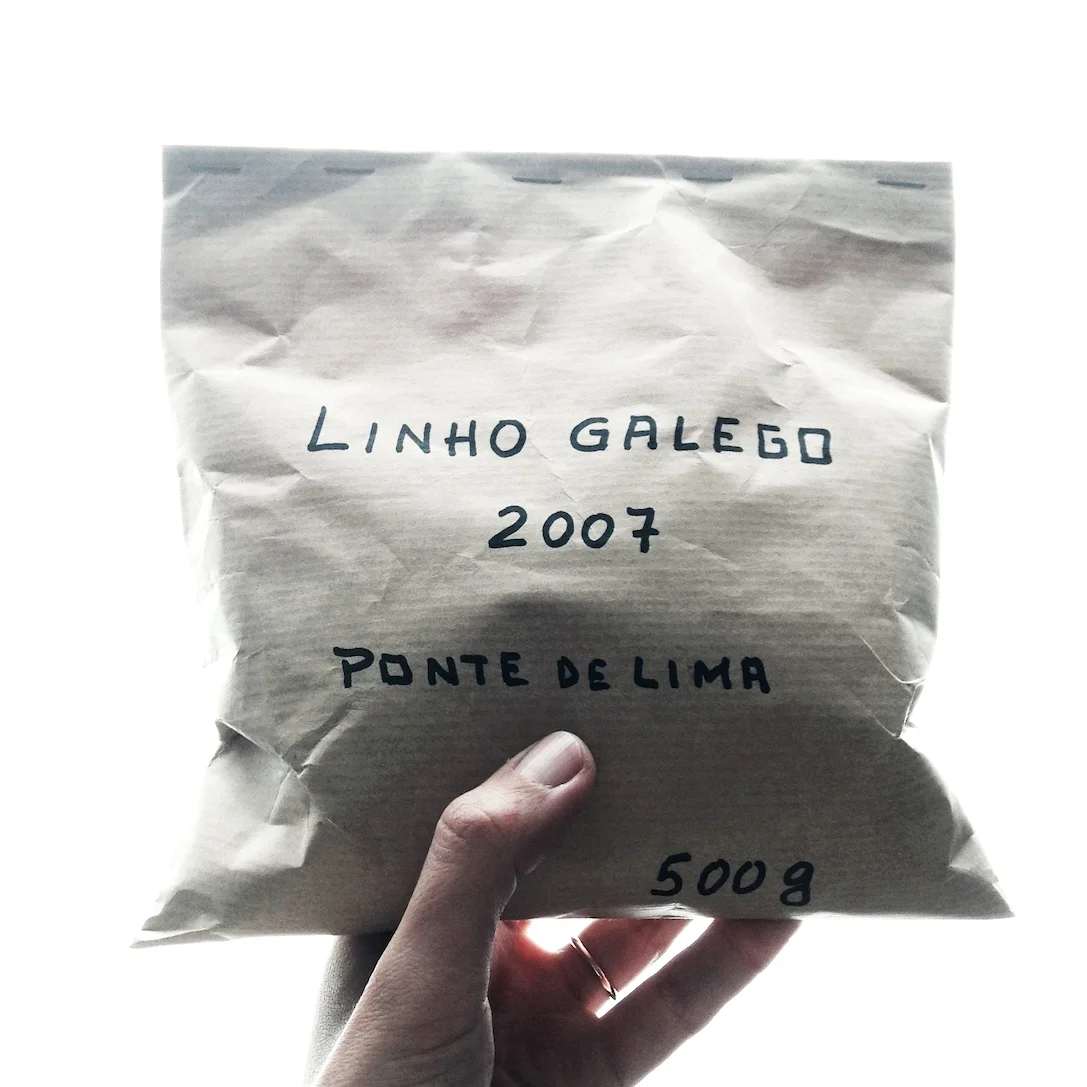 LINHO GALEGO
2007
PONTE DE LIMA
500g